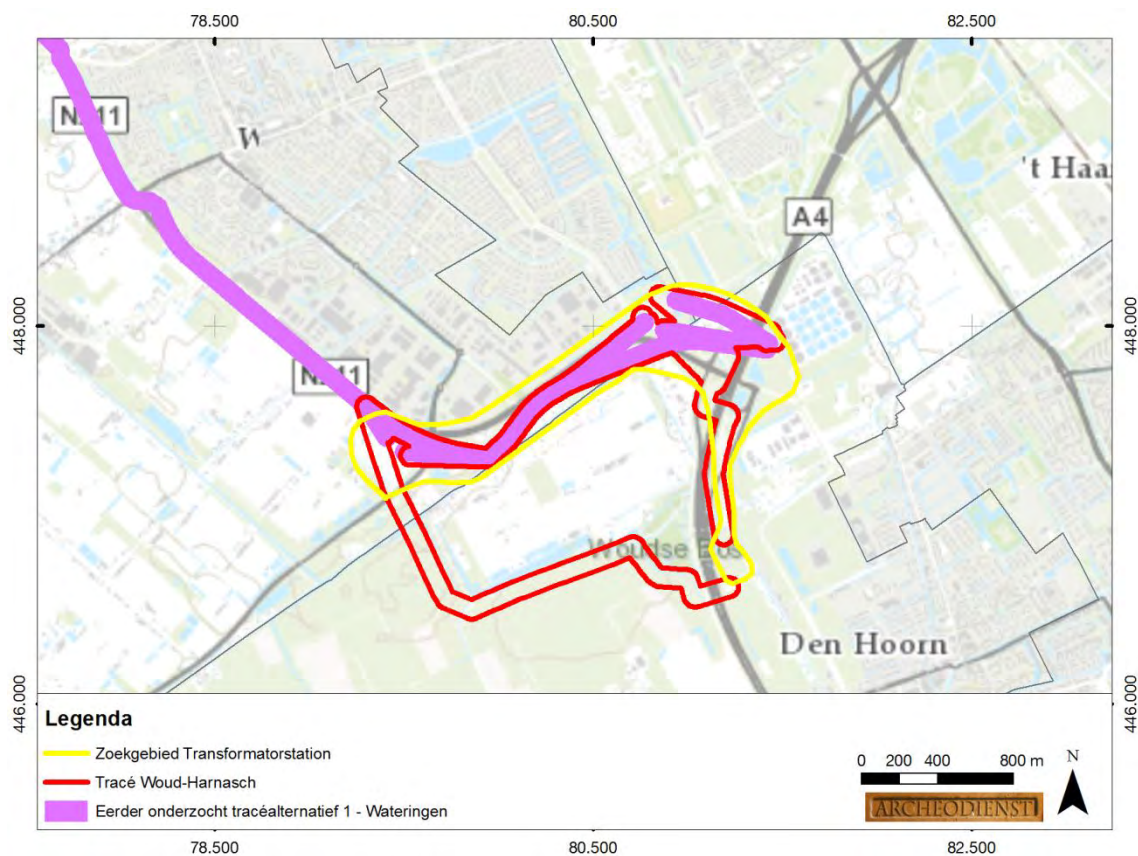 78.500 80.500 82.500
N211
W
't Haa
A4
448.000 448.000
N211
Woudse Bos
Den Hoorn
446.000 446.000
Legenda
Zoekgebied Transformatorstation
Tracé Woud-Harnasch
Eerder onderzocht tracéalternatief 1 - Wateringen
0 200 400 800 m
N
ARCHEODIENST
78.500 80.500 82.500